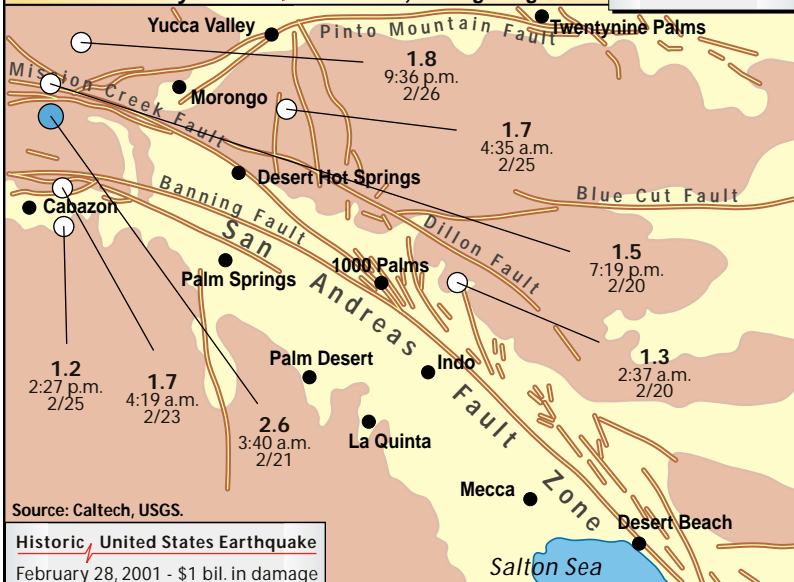 Yucca Valley
Pinto Mountain Fault
Twentynine Palms
1.8
9:36 p.m.
2/26
Mission Creek Fault
Morongo
1.7
4:35 a.m.
2/25
Desert Hot Springs
Blue Cut Fault
Banning Fault
Cabazon
Dillon Fault
San Andreas Fault Zone
1000 Palms
Palm Springs
1.5
7:19 p.m.
2/20
1.3
2:37 a.m.
2/20
Palm Desert
Indo
1.2
2:27 p.m.
2/25
1.7
4:19 a.m.
2/23
2.6
3:40 a.m.
2/21
La Quinta
Mecca
Desert Beach
Source: Caltech, USGS.
Salton Sea
Historic United States Earthquake
February 28, 2001 - $1 bil. in damage